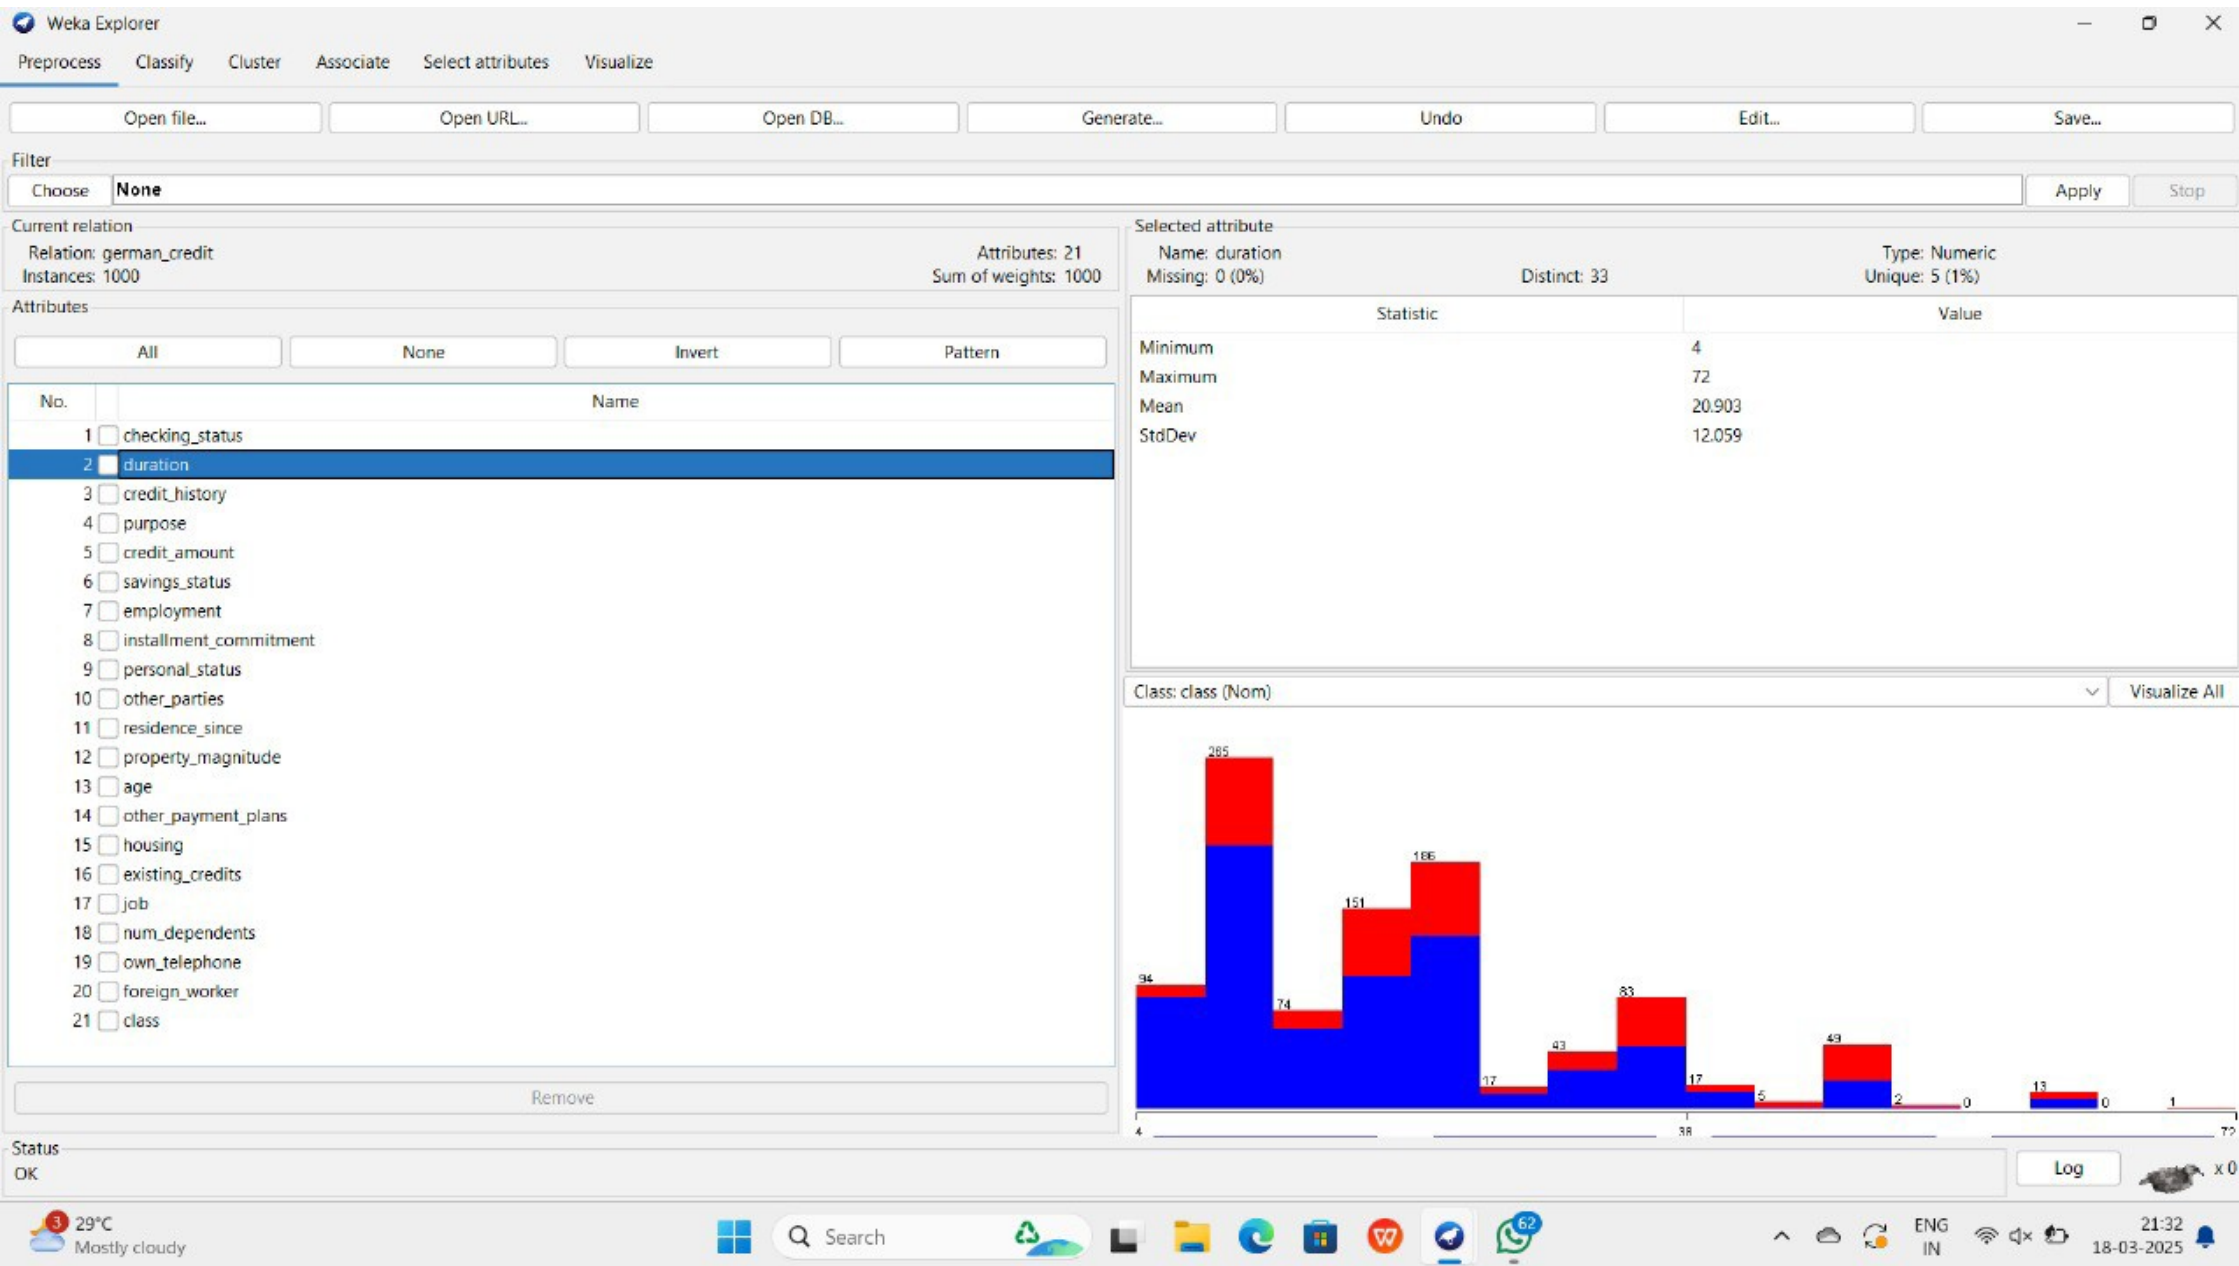 Weka Explorer
Preprocess Classify Cluster Associate Select attributes Visualize
Open file... Open URL... Open DB... Generate... Undo Edit... Save...
Filter
Choose None Apply Stop
Current relation
Relation: german_credit Attributes: 21
Instances: 1000 Sum of weights: 1000
Attributes
All None Invert Pattern
No. Name
1 checking_status
2 duration
3 credit_history
4 purpose
5 credit_amount
6 savings_status
7 employment
8 installment_commitment
9 personal_status
10 other_parties
11 residence_since
12 property_magnitude
13 age
14 other_payment_plans
15 housing
16 existing_credits
17 job
18 num_dependents
19 own_telephone
20 foreign_worker
21 class
Remove
Selected attribute
Name: duration Type: Numeric
Missing: 0 (0%) Distinct: 33 Unique: 5 (1%)
Statistic Value
Minimum 4
Maximum 72
Mean 20.903
StdDev 12.059
Class: class (Nom) Visualize All
94 265 74 151 186 17 43 83 17 5 49 2 0 13 0 1
4 38 72
Status
OK
Log x 0
3 29°C
Mostly cloudy
Search
62
ENG
IN
21:32
18-03-2025